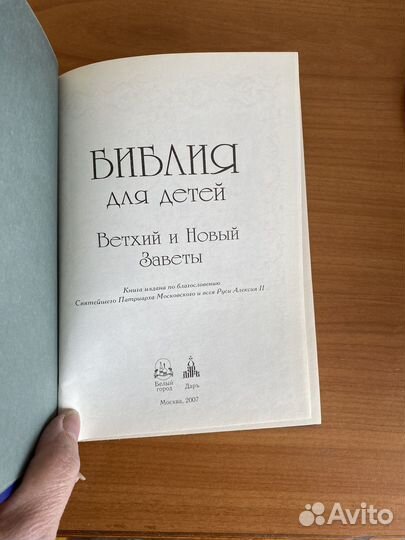 БИБЛИЯ
для детей
Ветхий и Новый
Заветы
Книга издана по благословению
Святейшего Патриарха Московского и всея Руси Алексия II
Белый
город
Даръ
Москва, 2007
Avito